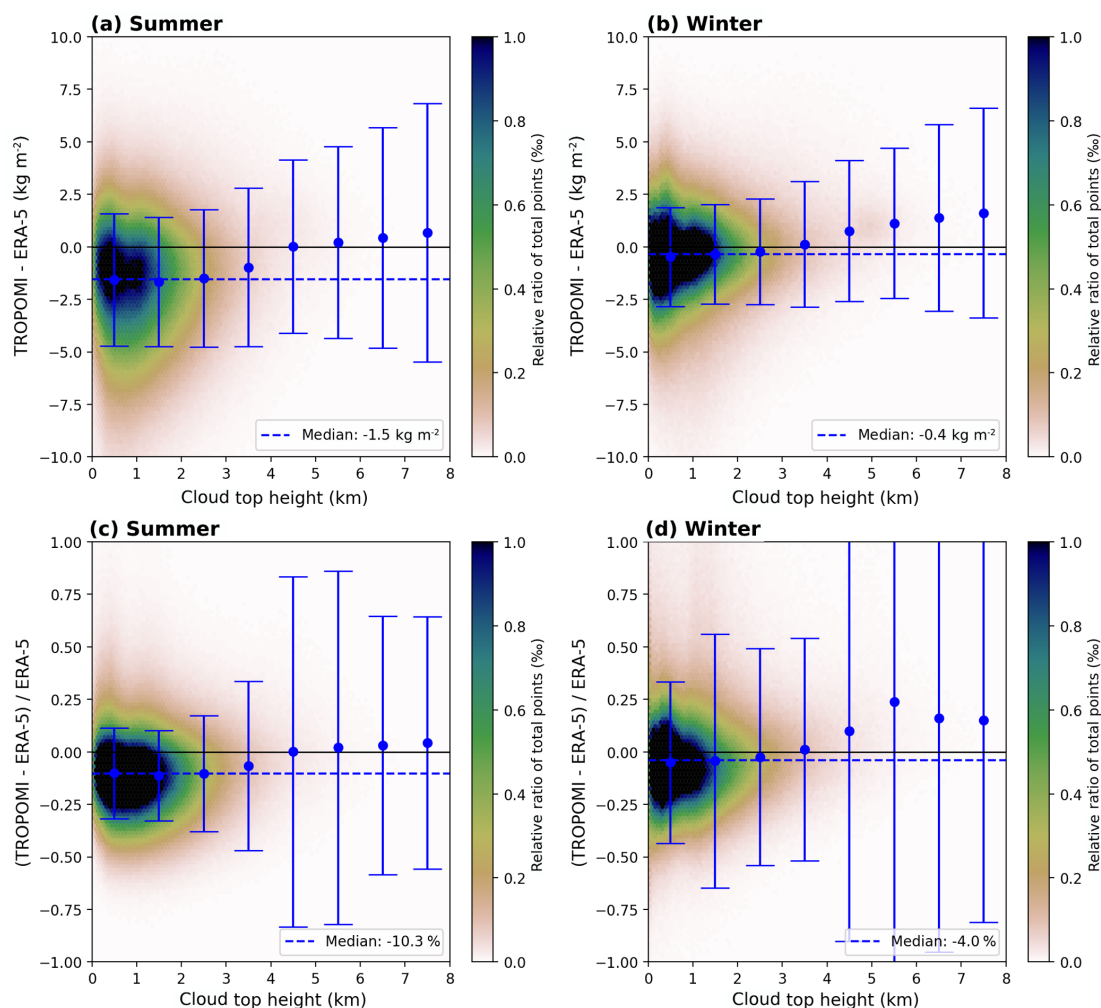 (a) Summer
10.0
7.5
5.0
2.5
0.0
−2.5
−5.0
−7.5
−10.0
TROPOMI - ERA-5 (kg m⁻²)
0 1 2 3 4 5 6 7 8
Cloud top height (km)
Median: -1.5 kg m⁻²
1.0
0.8
0.6
0.4
0.2
0.0
Relative ratio of total points (‰)
(b) Winter
10.0
7.5
5.0
2.5
0.0
−2.5
−5.0
−7.5
−10.0
TROPOMI - ERA-5 (kg m⁻²)
0 1 2 3 4 5 6 7 8
Cloud top height (km)
Median: -0.4 kg m⁻²
1.0
0.8
0.6
0.4
0.2
0.0
Relative ratio of total points (‰)
(c) Summer
1.00
0.75
0.50
0.25
0.00
−0.25
−0.50
−0.75
−1.00
(TROPOMI - ERA-5) / ERA-5
0 1 2 3 4 5 6 7 8
Cloud top height (km)
Median: -10.3 %
1.0
0.8
0.6
0.4
0.2
0.0
Relative ratio of total points (‰)
(d) Winter
1.00
0.75
0.50
0.25
0.00
−0.25
−0.50
−0.75
−1.00
(TROPOMI - ERA-5) / ERA-5
0 1 2 3 4 5 6 7 8
Cloud top height (km)
Median: -4.0 %
1.0
0.8
0.6
0.4
0.2
0.0
Relative ratio of total points (‰)